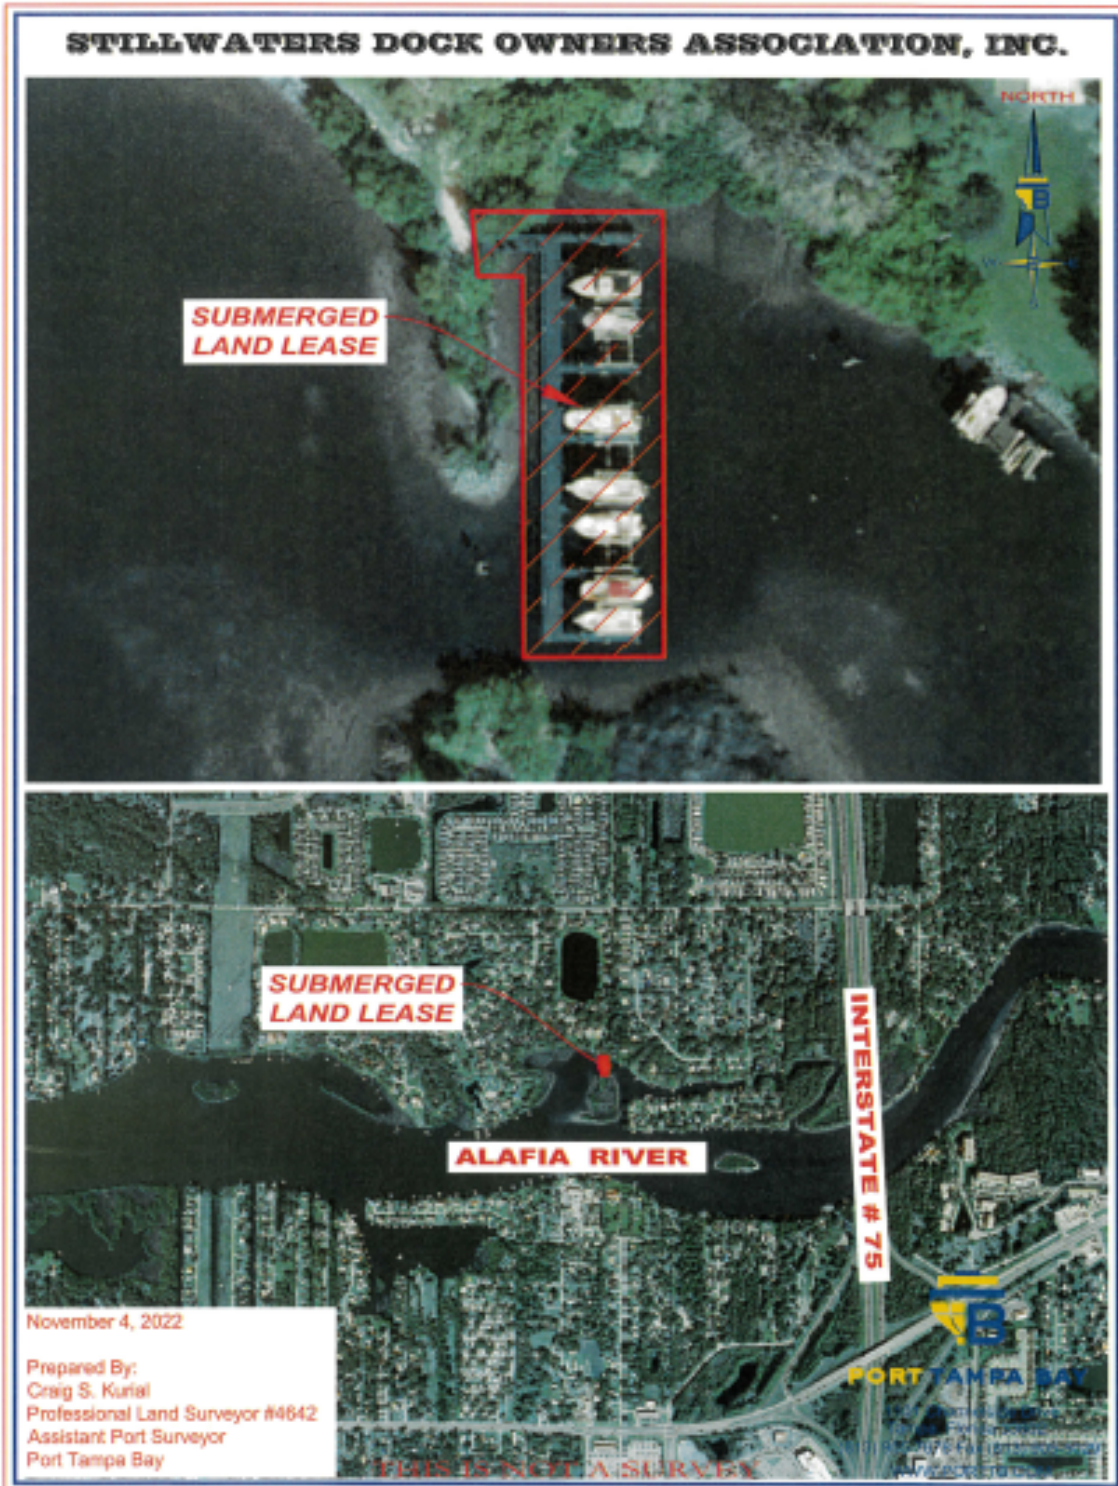 STILLWATERS DOCK OWNERS ASSOCIATION, INC.
NORTH
B
SUBMERGED
LAND LEASE
SUBMERGED
LAND LEASE
INTERSTATE # 75
ALAFIA RIVER
November 4, 2022
Prepared By:
Craig S. Kurial
Professional Land Surveyor #4642
Assistant Port Surveyor
Port Tampa Bay
B
PORT TAMPA BAY
THIS IS NOT A SURVEY